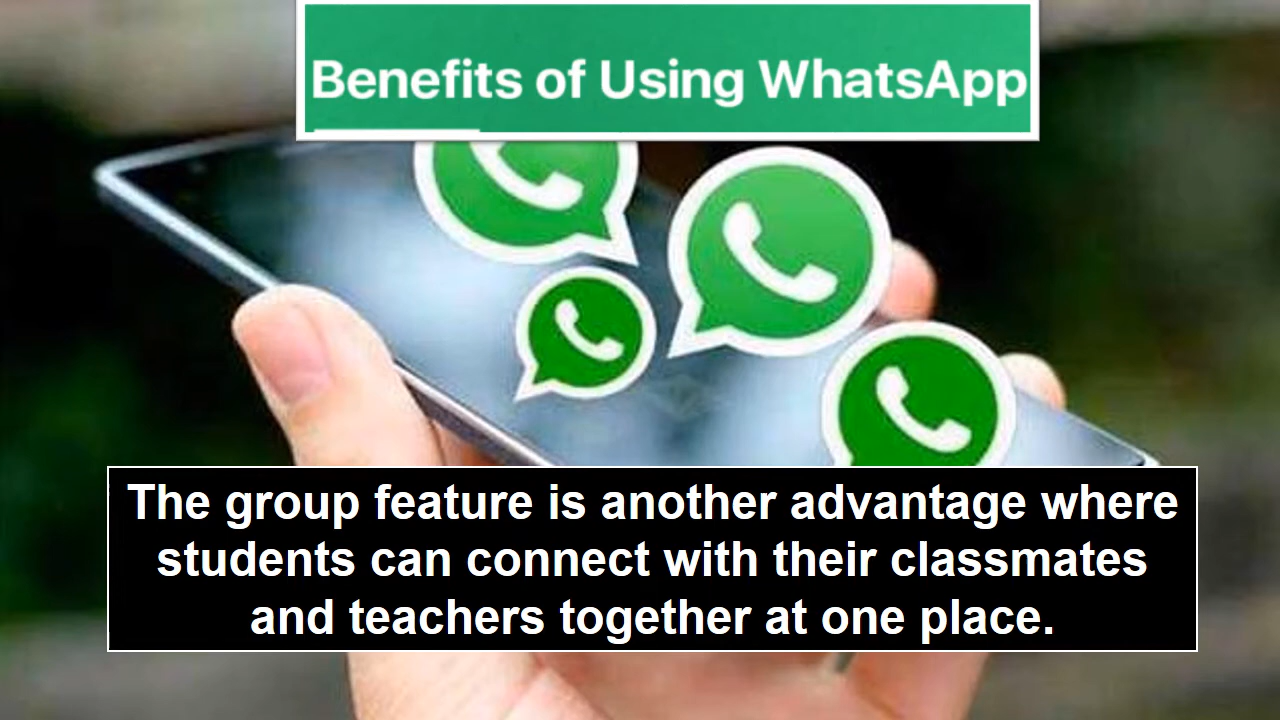 Benefits of Using WhatsApp
The group feature is another advantage where
students can connect with their classmates
and teachers together at one place.